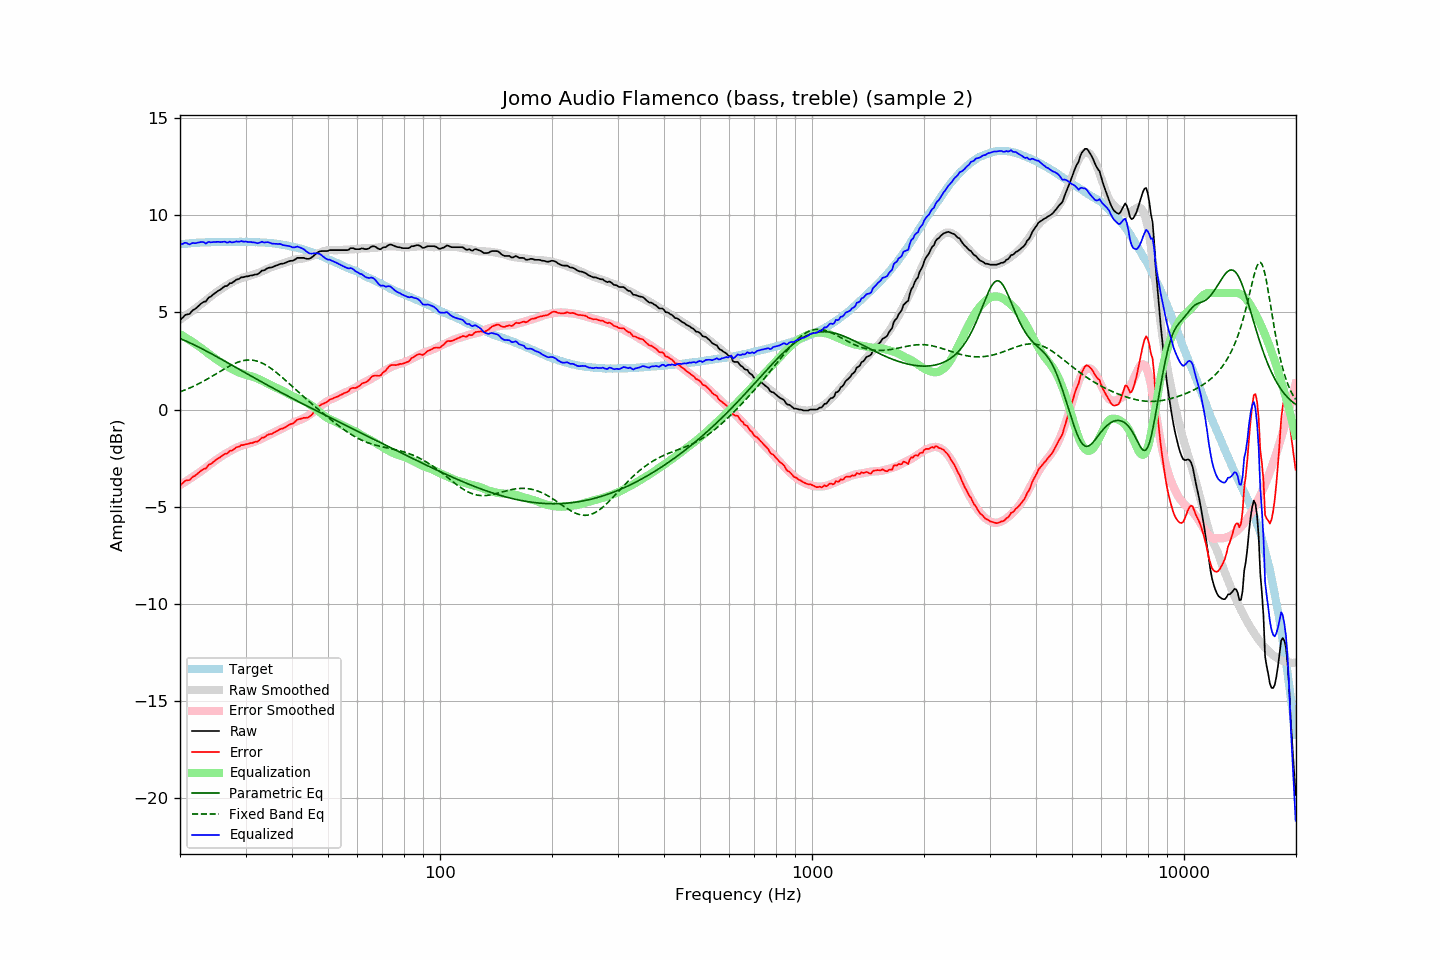 Jomo Audio Flamenco (bass, treble) (sample 2)
15
10
5
0
−5
−10
−15
−20
Amplitude (dBr)
Target
Raw Smoothed
Error Smoothed
Raw
Error
Equalization
Parametric Eq
Fixed Band Eq
Equalized
100
1000
10000
Frequency (Hz)